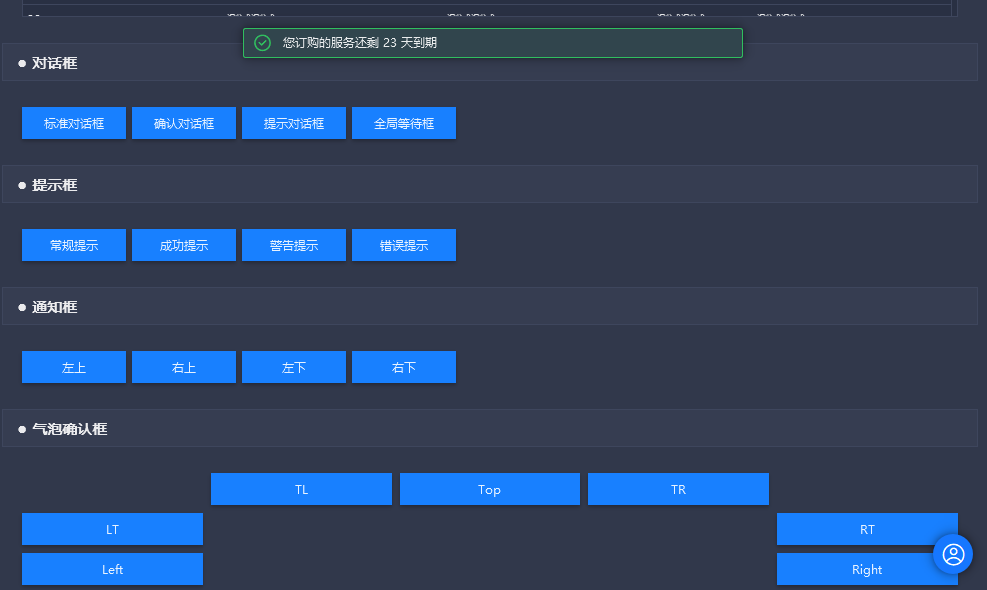 您订购的服务还剩 23 天到期
对话框
标准对话框 确认对话框 提示对话框 全局等待框
提示框
常规提示 成功提示 警告提示 错误提示
通知框
左上 右上 左下 右下
气泡确认框
TL Top TR
LT RT
Left Right